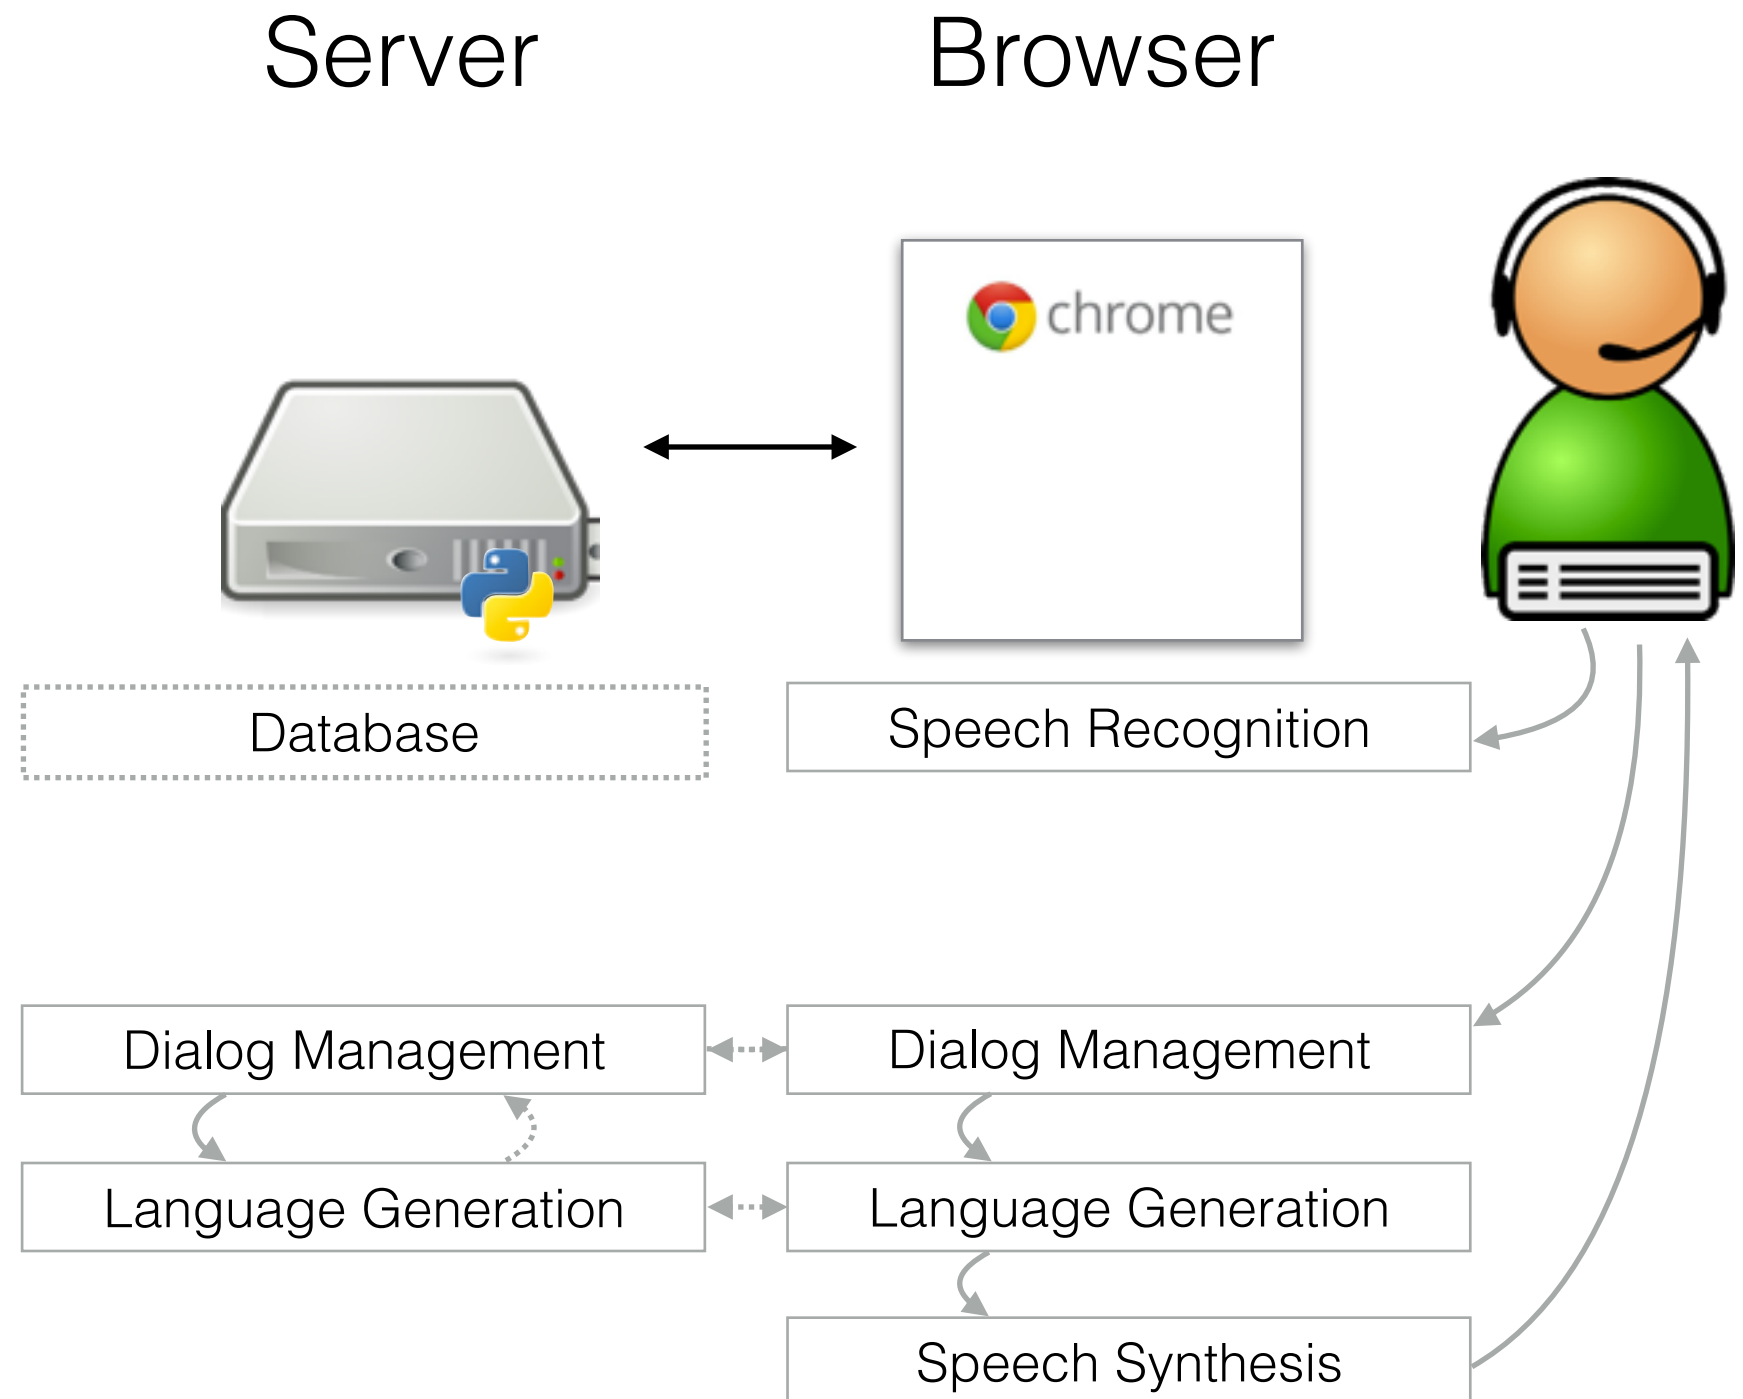 Server
Browser
chrome
Database
Speech Recognition
Dialog Management
Dialog Management
Language Generation
Language Generation
Speech Synthesis